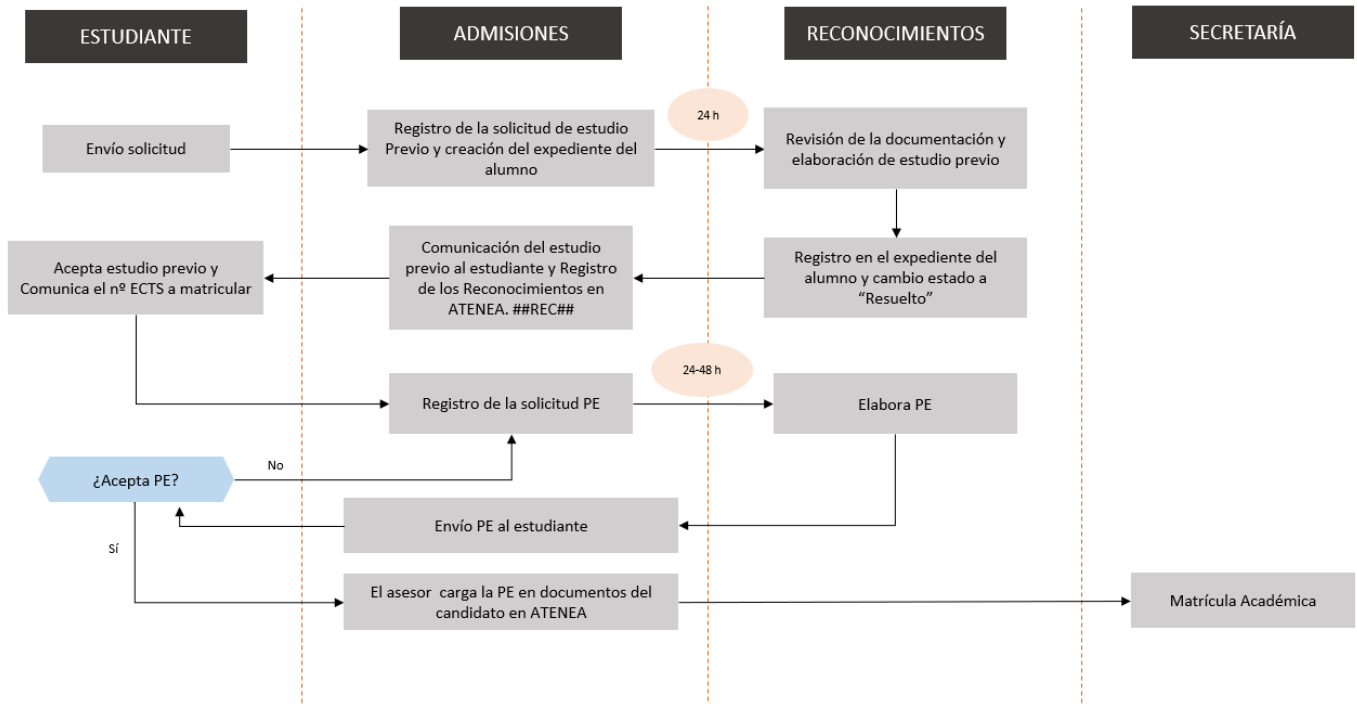 ESTUDIANTE
ADMISIONES
RECONOCIMIENTOS
SECRETARÍA
24 h
Envío solicitud
Registro de la solicitud de estudio
Previo y creación del expediente del
alumno
Revisión de la documentación y
elaboración de estudio previo
Acepta estudio previo y
Comunica el nº ECTS a matricular
Comunicación del estudio
previo al estudiante y Registro
de los Reconocimientos en
ATENEA. ##REC##
Registro en el expediente del
alumno y cambio estado a
“Resuelto”
24-48 h
Registro de la solicitud PE
Elabora PE
¿Acepta PE?
No
Envío PE al estudiante
Sí
El asesor  carga la PE en documentos del
candidato en ATENEA
Matrícula Académica